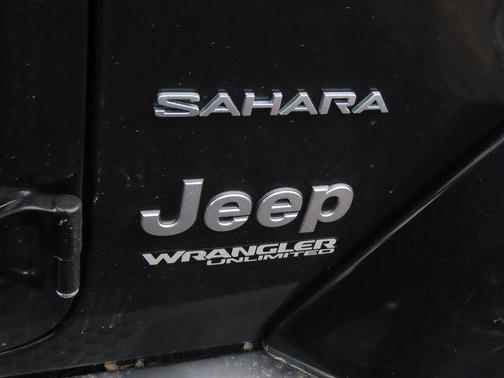 SAHARA
Jeep
WRANGLER
UNLIMITED